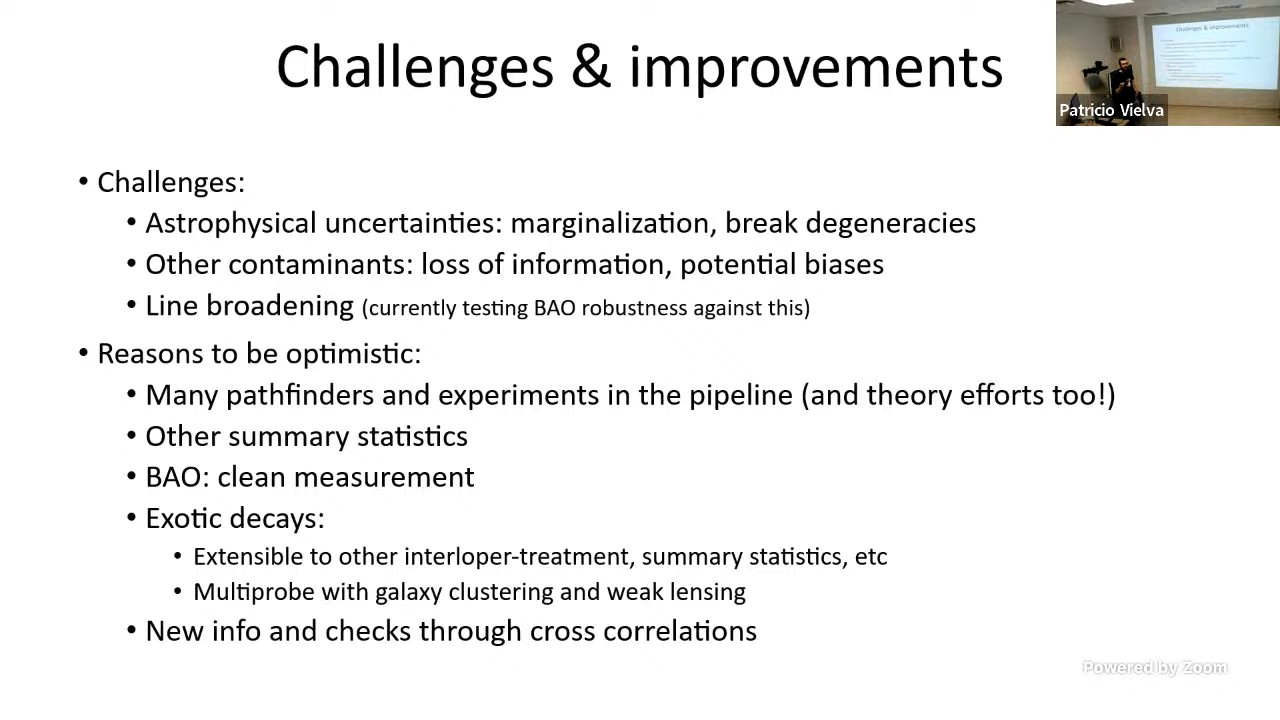 Challenges & improvements
Challenges & improvements
Patricio Vielva
• Challenges:
• Astrophysical uncertainties: marginalization, break degeneracies
• Other contaminants: loss of information, potential biases
• Line broadening (currently testing BAO robustness against this)
• Reasons to be optimistic:
• Many pathfinders and experiments in the pipeline (and theory efforts too!)
• Other summary statistics
• BAO: clean measurement
• Exotic decays:
• Extensible to other interloper-treatment, summary statistics, etc
• Multiprobe with galaxy clustering and weak lensing
• New info and checks through cross correlations
Powered by Zoom